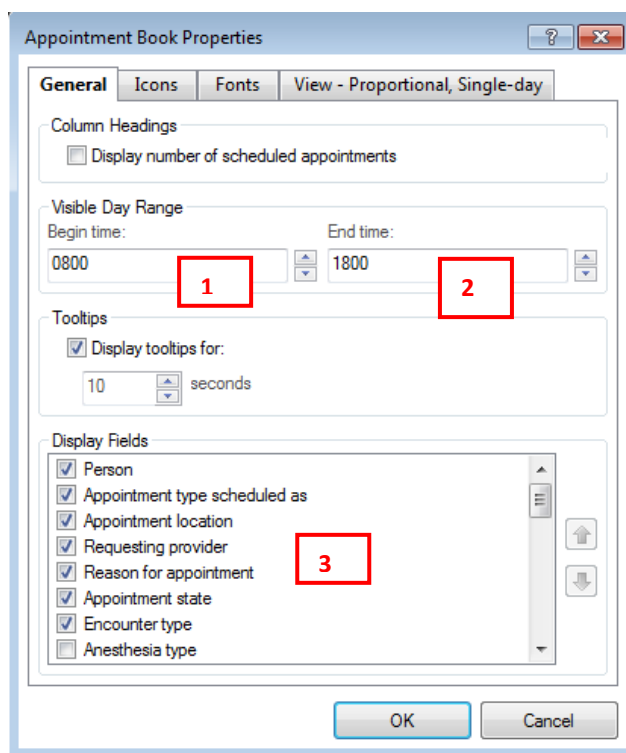 Appointment Book Properties
General Icons Fonts View - Proportional, Single-day
Column Headings
Display number of scheduled appointments
Visible Day Range
Begin time: End time:
0800 1800
1 2
Tooltips
Display tooltips for:
10 seconds
Display Fields
Person
Appointment type scheduled as
Appointment location
Requesting provider
Reason for appointment
3
Appointment state
Encounter type
Anesthesia type
OK Cancel